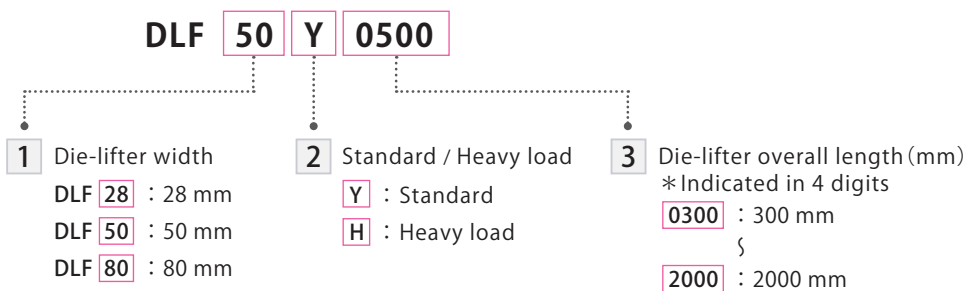 DLF 50 Y 0500
1 Die-lifter width
DLF 28 : 28 mm
DLF 50 : 50 mm
DLF 80 : 80 mm
2 Standard / Heavy load
Y : Standard
H : Heavy load
3 Die-lifter overall length (mm)
＊Indicated in 4 digits
0300 : 300 mm
∫
2000 : 2000 mm